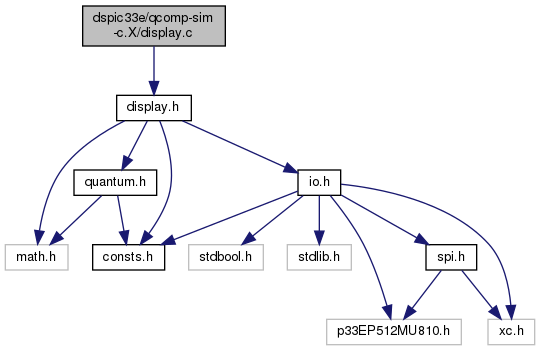 dspic33e/qcomp-sim
-c.X/display.c
display.h
quantum.h
io.h
math.h
consts.h
stdbool.h
stdlib.h
spi.h
p33EP512MU810.h
xc.h